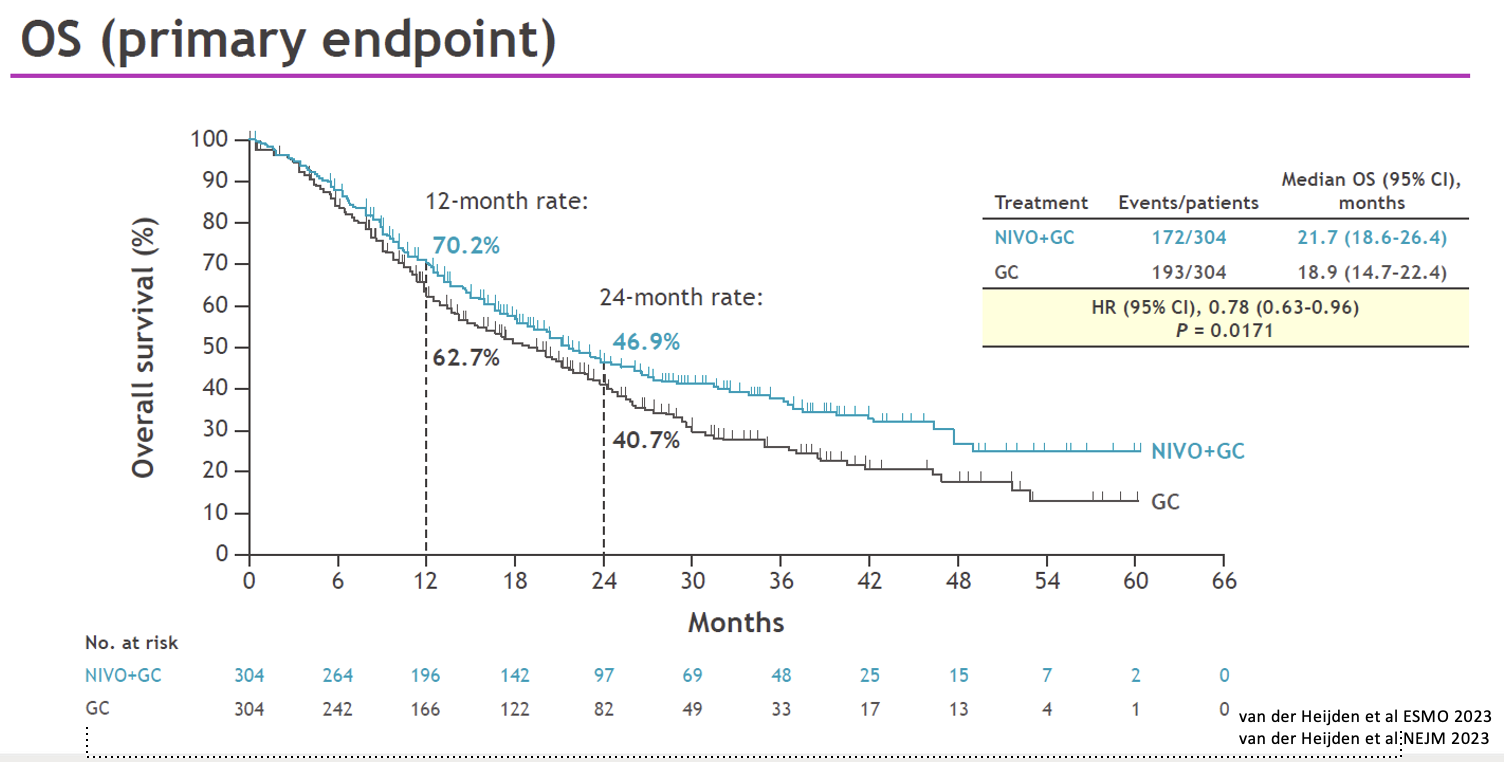 OS (primary endpoint)
Overall survival (%)
100
90
80
70
60
50
40
30
20
10
0
12-month rate:
70.2%
62.7%
24-month rate:
46.9%
40.7%
NIVO+GC
GC
Treatment Events/patients Median OS (95% CI), months
NIVO+GC 172/304 21.7 (18.6-26.4)
GC 193/304 18.9 (14.7-22.4)
HR (95% CI), 0.78 (0.63-0.96)
P = 0.0171
0 6 12 18 24 30 36 42 48 54 60 66
Months
No. at risk
NIVO+GC 304 264 196 142 97 69 48 25 15 7 2 0
GC 304 242 166 122 82 49 33 17 13 4 1 0
van der Heijden et al ESMO 2023
van der Heijden et al NEJM 2023